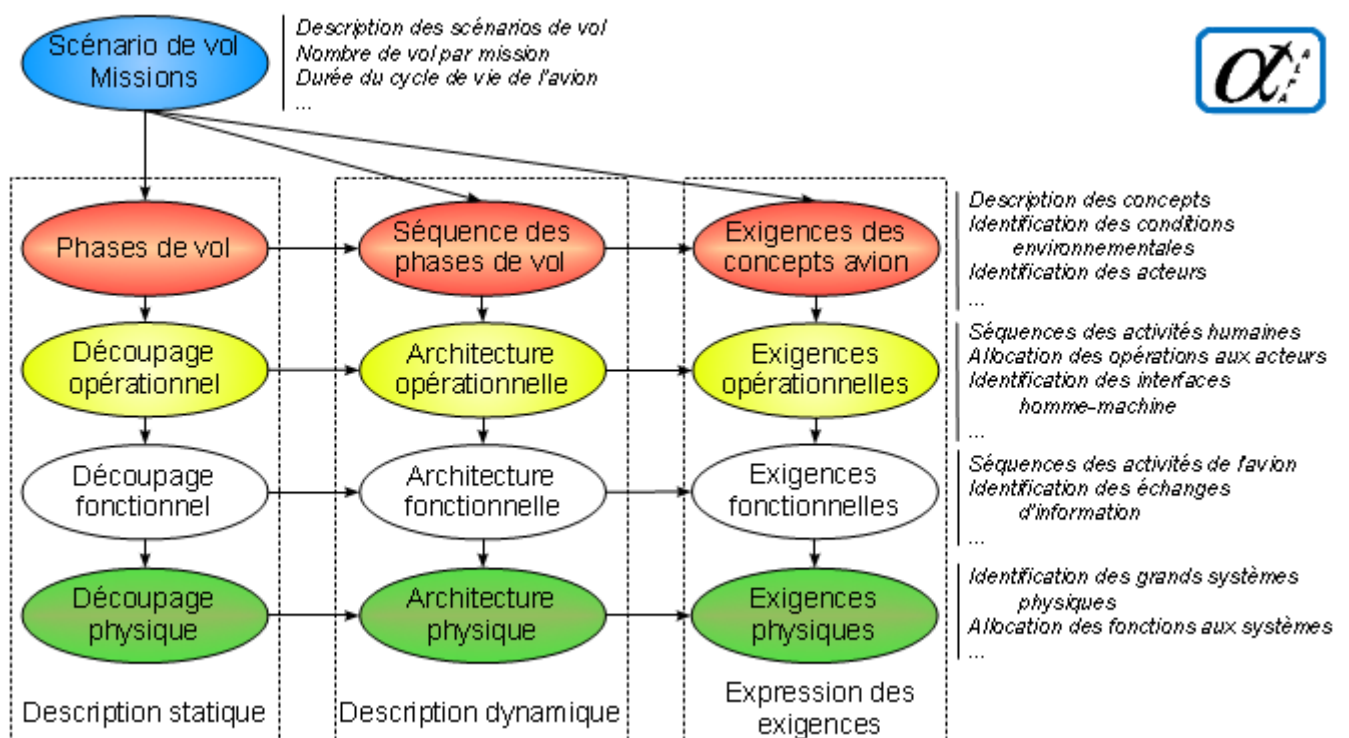 Scénario de vol
Missions
Description des scénarios de vol
Nombre de vol par mission
Durée du cycle de vie de l'avion
...
α
ALFA
Phases de vol
Séquence des
phases de vol
Exigences des
concepts avion
Description des concepts
Identification des conditions
environnementales
Identification des acteurs
...
Découpage
opérationnel
Architecture
opérationnelle
Exigences
opérationnelles
Séquences des activités humaines
Allocation des opérations aux acteurs
Identification des interfaces
homme-machine
...
Découpage
fonctionnel
Architecture
fonctionnelle
Exigences
fonctionnelles
Séquences des activités de l'avion
Identification des échanges
d'information
...
Découpage
physique
Architecture
physique
Exigences
physiques
Identification des grands systèmes
physiques
Allocation des fonctions aux systèmes
...
Description statique
Description dynamique
Expression des
exigences